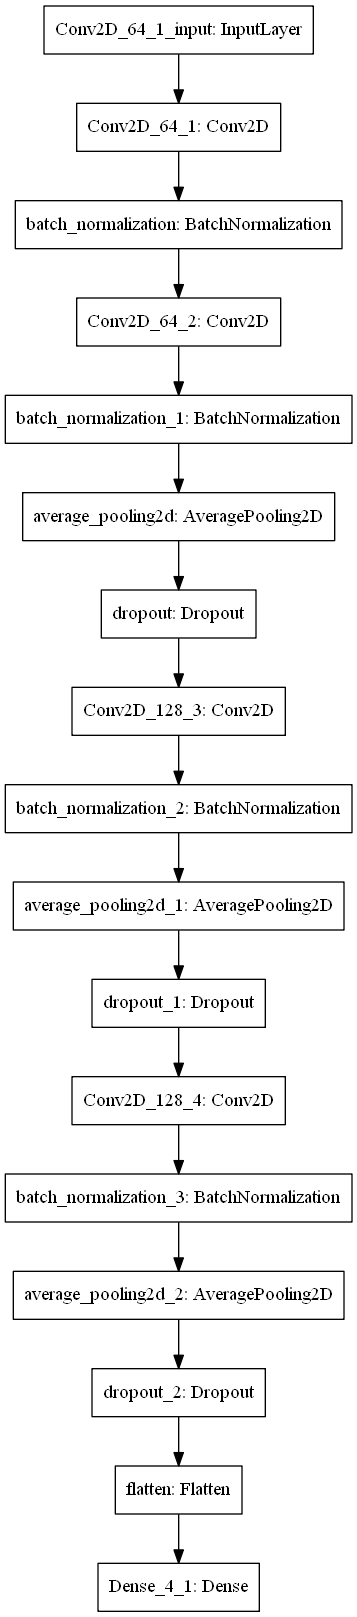 Conv2D_64_1_input: InputLayer
Conv2D_64_1: Conv2D
batch_normalization: BatchNormalization
Conv2D_64_2: Conv2D
batch_normalization_1: BatchNormalization
average_pooling2d: AveragePooling2D
dropout: Dropout
Conv2D_128_3: Conv2D
batch_normalization_2: BatchNormalization
average_pooling2d_1: AveragePooling2D
dropout_1: Dropout
Conv2D_128_4: Conv2D
batch_normalization_3: BatchNormalization
average_pooling2d_2: AveragePooling2D
dropout_2: Dropout
flatten: Flatten
Dense_4_1: Dense